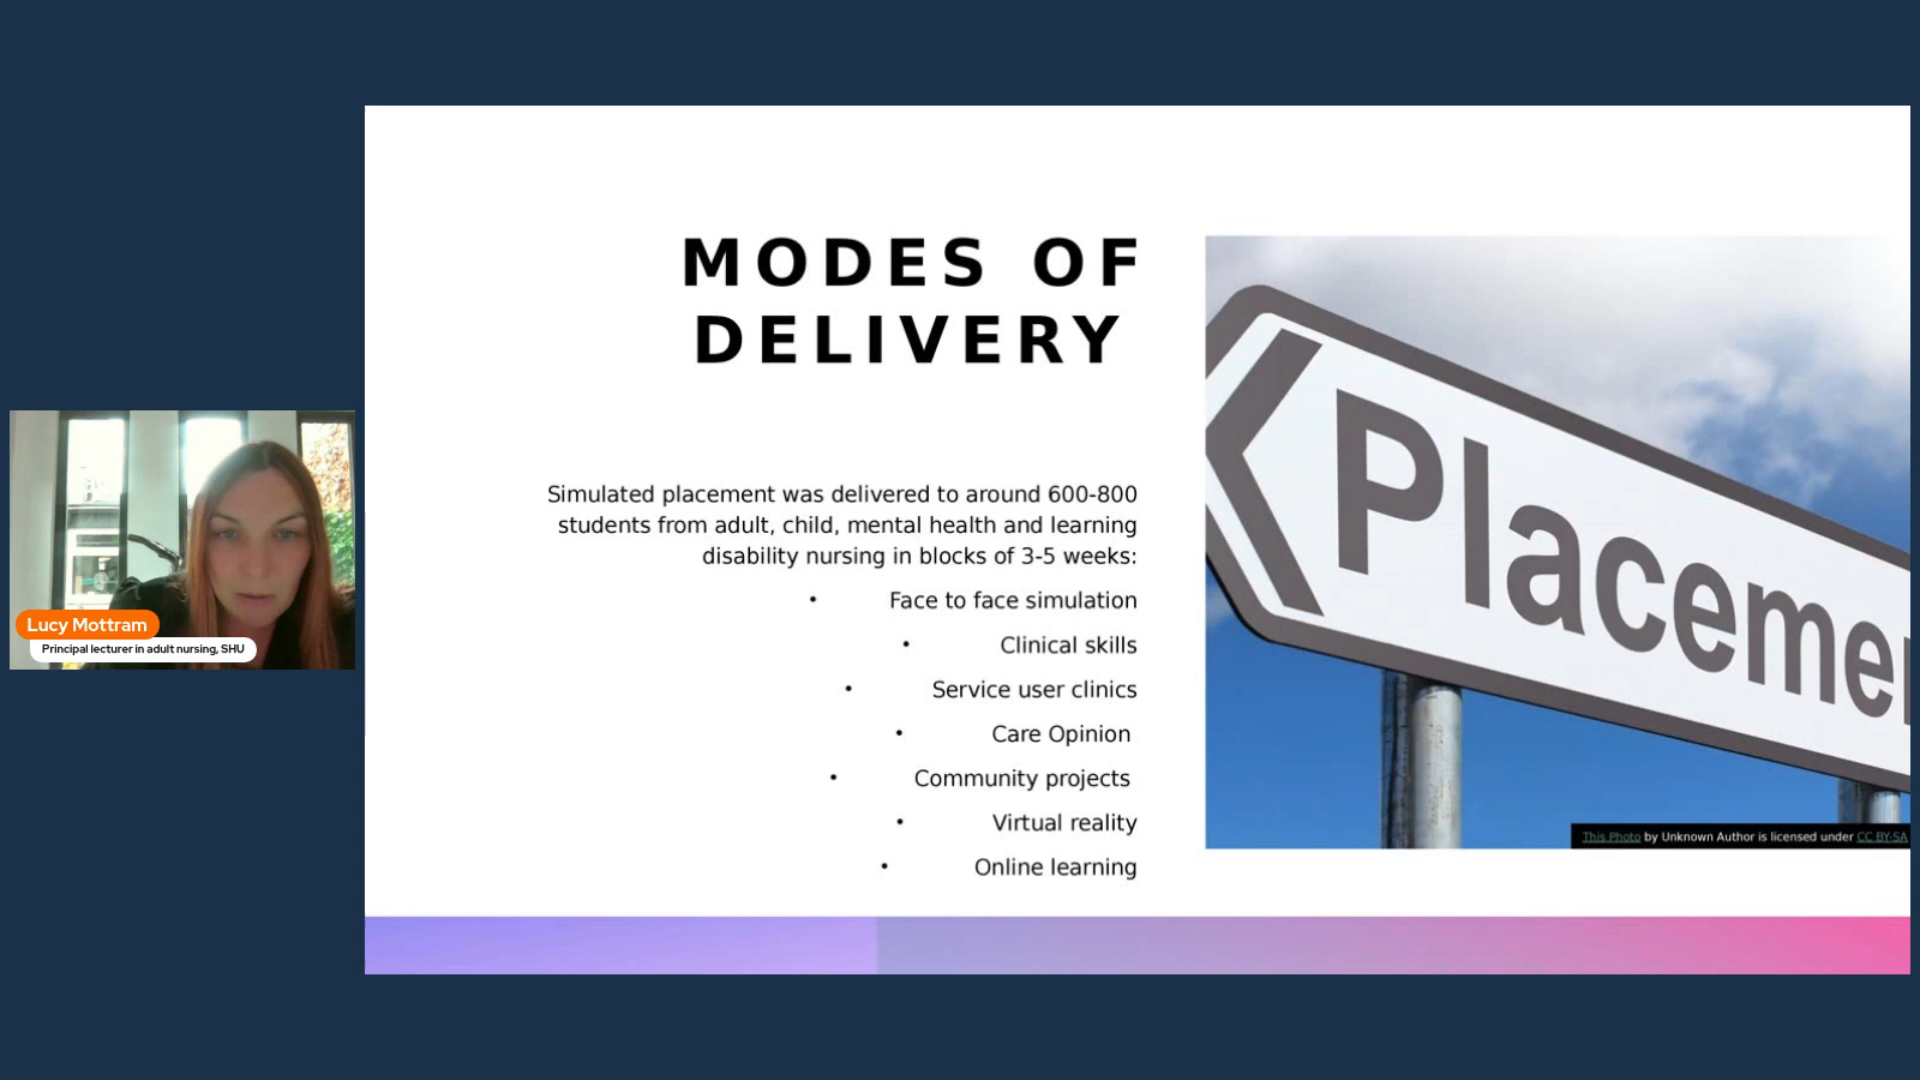 MODES OF
DELIVERY
Simulated placement was delivered to around 600-800
students from adult, child, mental health and learning
disability nursing in blocks of 3-5 weeks:
• Face to face simulation
• Clinical skills
• Service user clinics
• Care Opinion
• Community projects
• Virtual reality
• Online learning
Placeme
This Photo by Unknown Author is licensed under CC BY-SA
Lucy Mottram
Principal lecturer in adult nursing, SHU